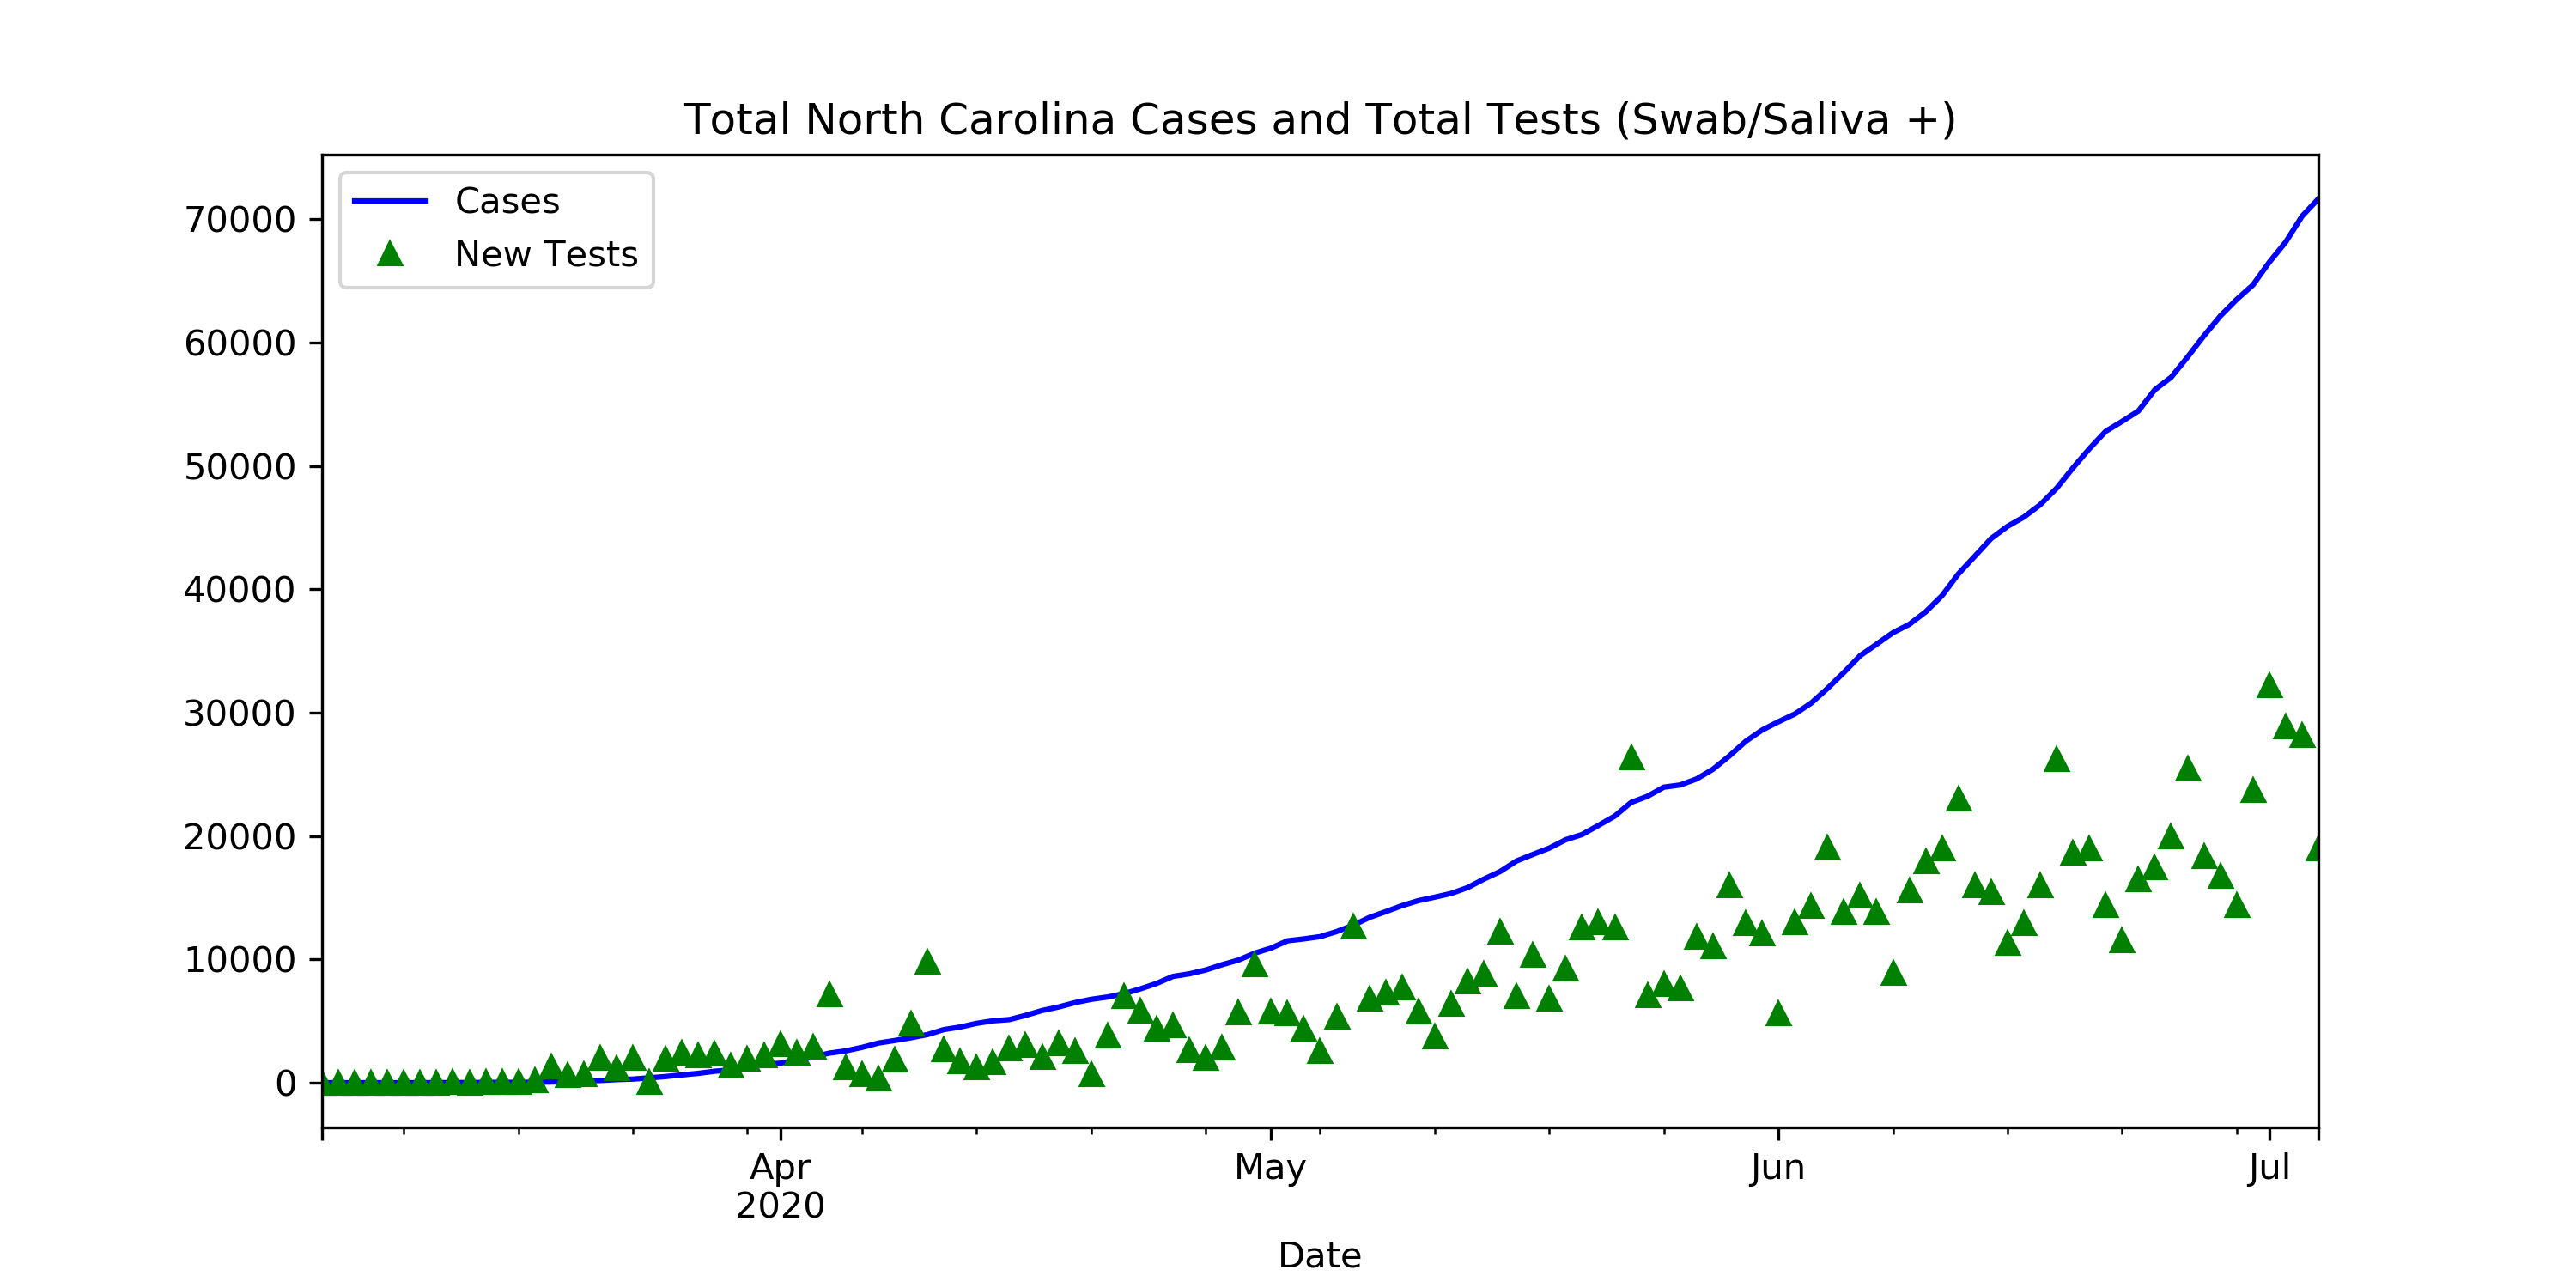 Total North Carolina Cases and Total Tests (Swab/Saliva +)
Cases
New Tests
70000
60000
50000
40000
30000
20000
10000
0
Apr May Jun Jul
2020
Date